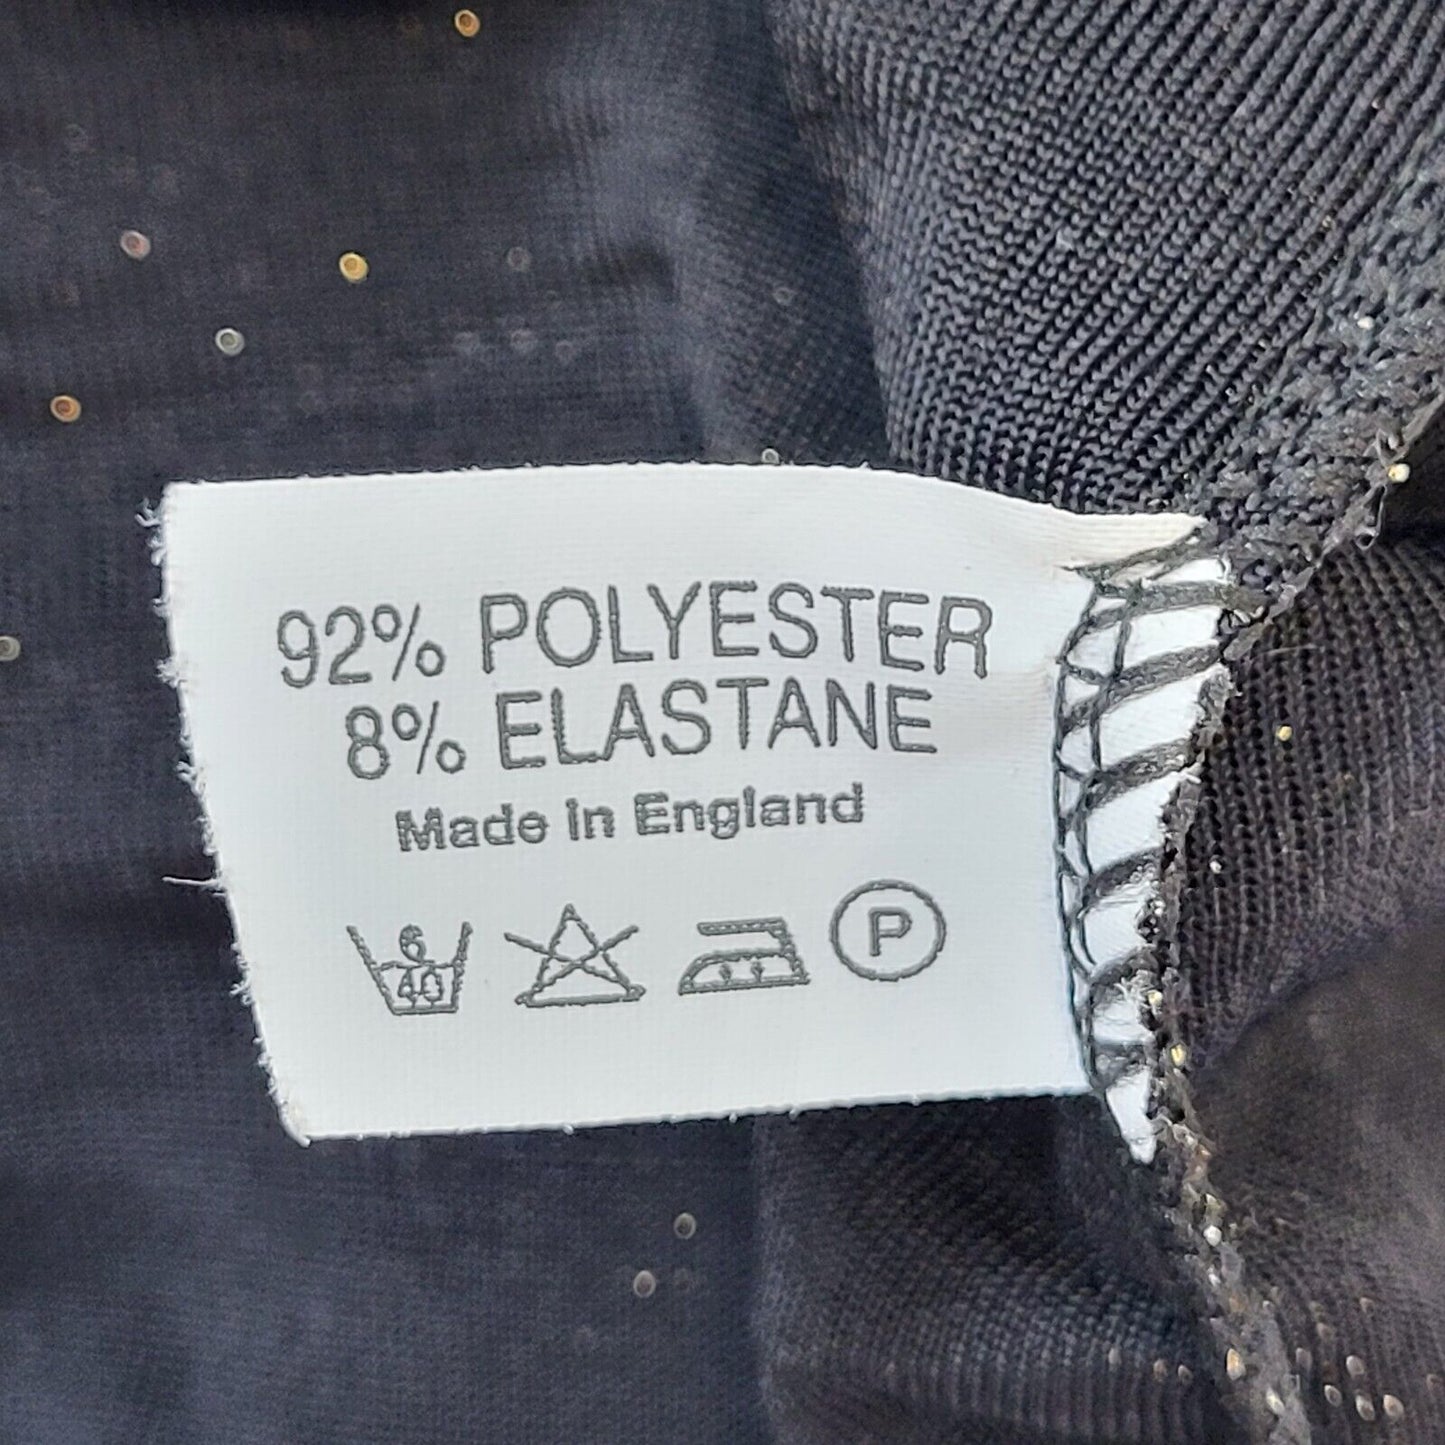 92% POLYESTER
8% ELASTANE
Made in England
6
40
P